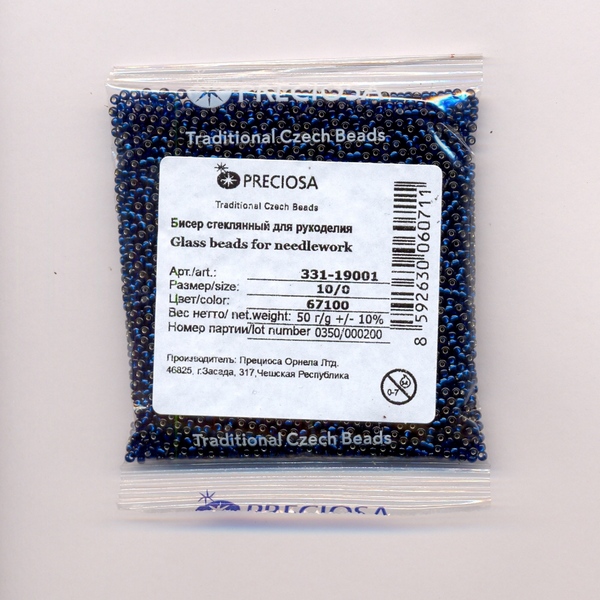 PRECIOSA
Traditional Czech Beads
PRECIOSA
Traditional Czech Beads
Бисер стеклянный для рукоделия
Glass beads for needlework
Арт./art.: 331-19001
Размер/size: 10/0
Цвет/color: 67100
Вес нетто/ net.weight: 50 г/g +/- 10%
Номер партии/lot number 0350/000200
Производитель: Прециоса Орнела Лтд.
46825, г.Засада, 317,Чешская Республика
8 592630 060711
0-7
Traditional Czech Beads
PRECIOSA